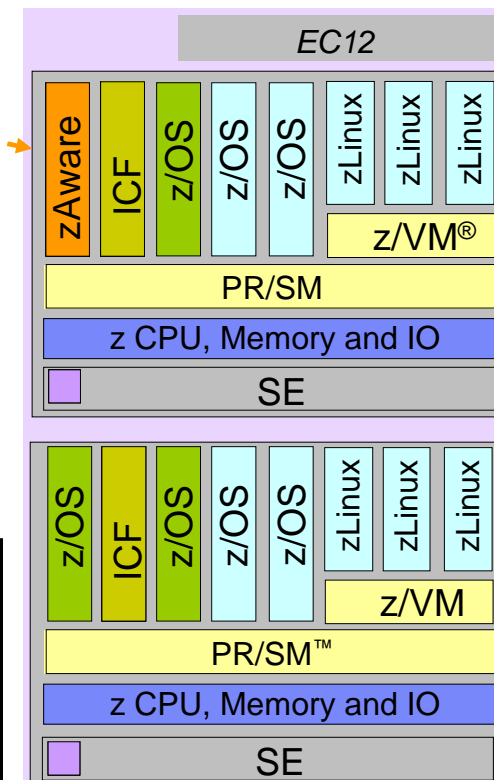 EC12
zAware
ICF
z/OS
z/OS
z/OS
zLinux
zLinux
zLinux
z/VM®
PR/SM
z CPU, Memory and IO
SE
z/OS
ICF
z/OS
z/OS
z/OS
zLinux
zLinux
zLinux
z/VM
PR/SM™
z CPU, Memory and IO
SE